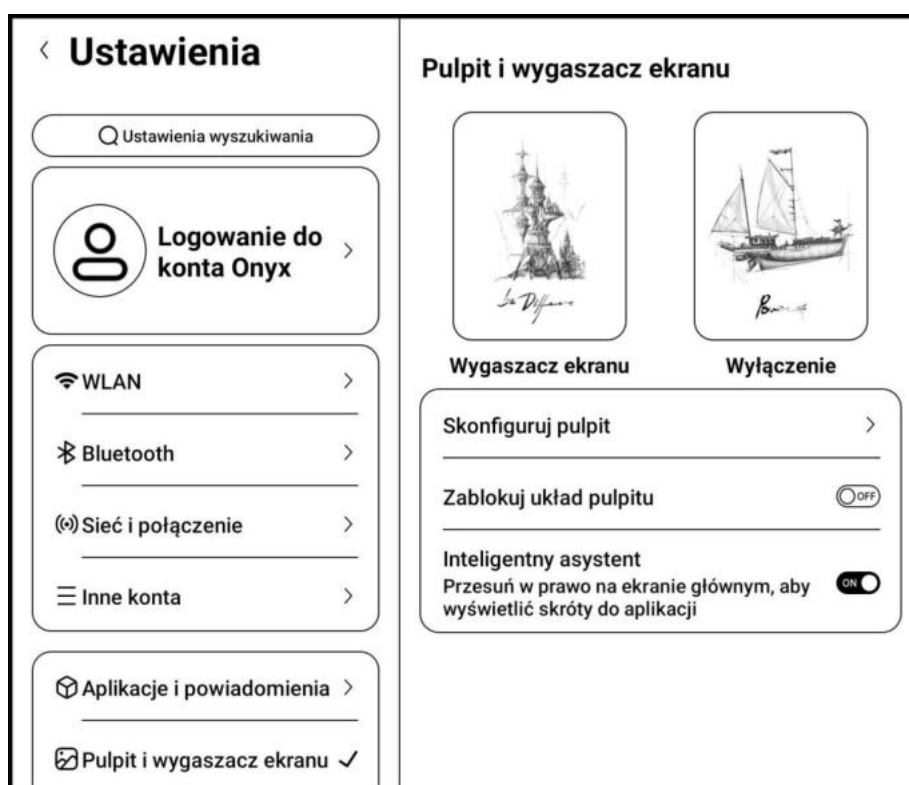 Ustawienia
Ustawienia wyszukiwania
Logowanie do
konta Onyx
WLAN
Bluetooth
Sieć i połączenie
Inne konta
Aplikacje i powiadomienia
Pulpit i wygaszacz ekranu
Pulpit i wygaszacz ekranu
Wygaszacz ekranu
Wyłączenie
Skonfiguruj pulpit
Zablokuj układ pulpitu
OFF
Inteligentny asystent
Przesuń w prawo na ekranie głównym, aby
wyświetlić skróty do aplikacji
ON